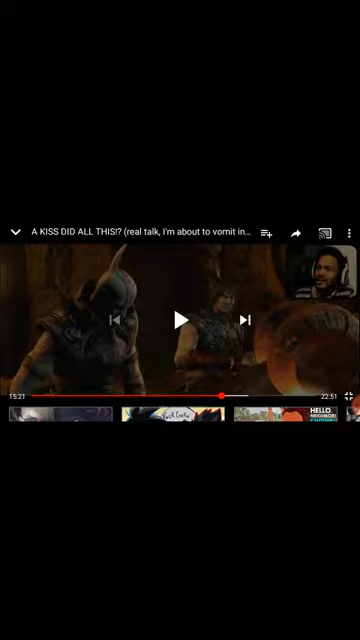 A KISS DID ALL THIS!? (real talk, I'm about to vomit in...
15:21
22:51
HELLO,
NEIGHBOR!